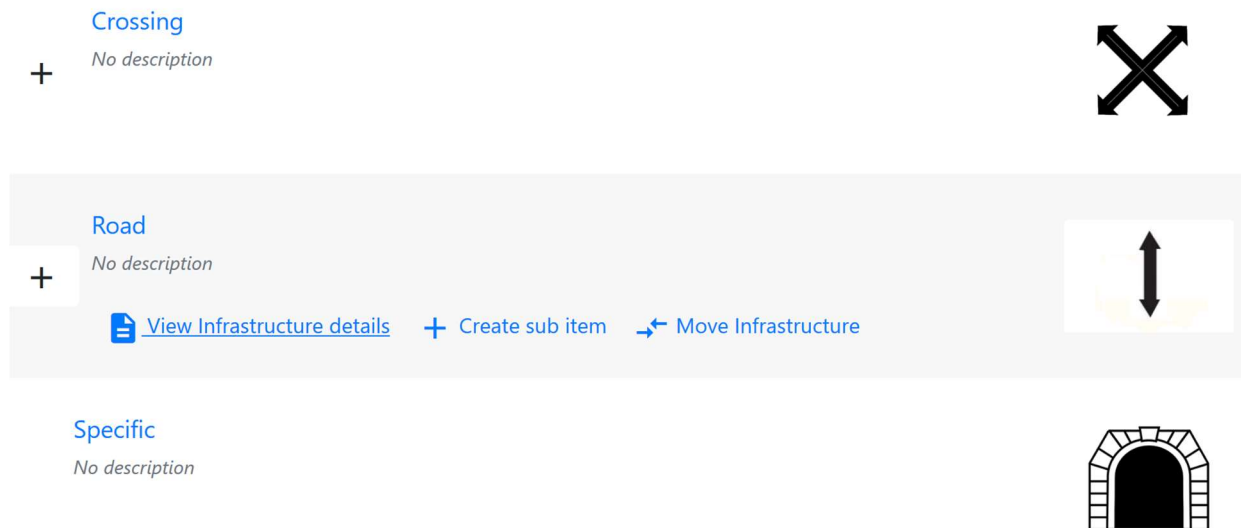 Crossing
No description
Road
No description
View Infrastructure details + Create sub item Move Infrastructure
Specific
No description